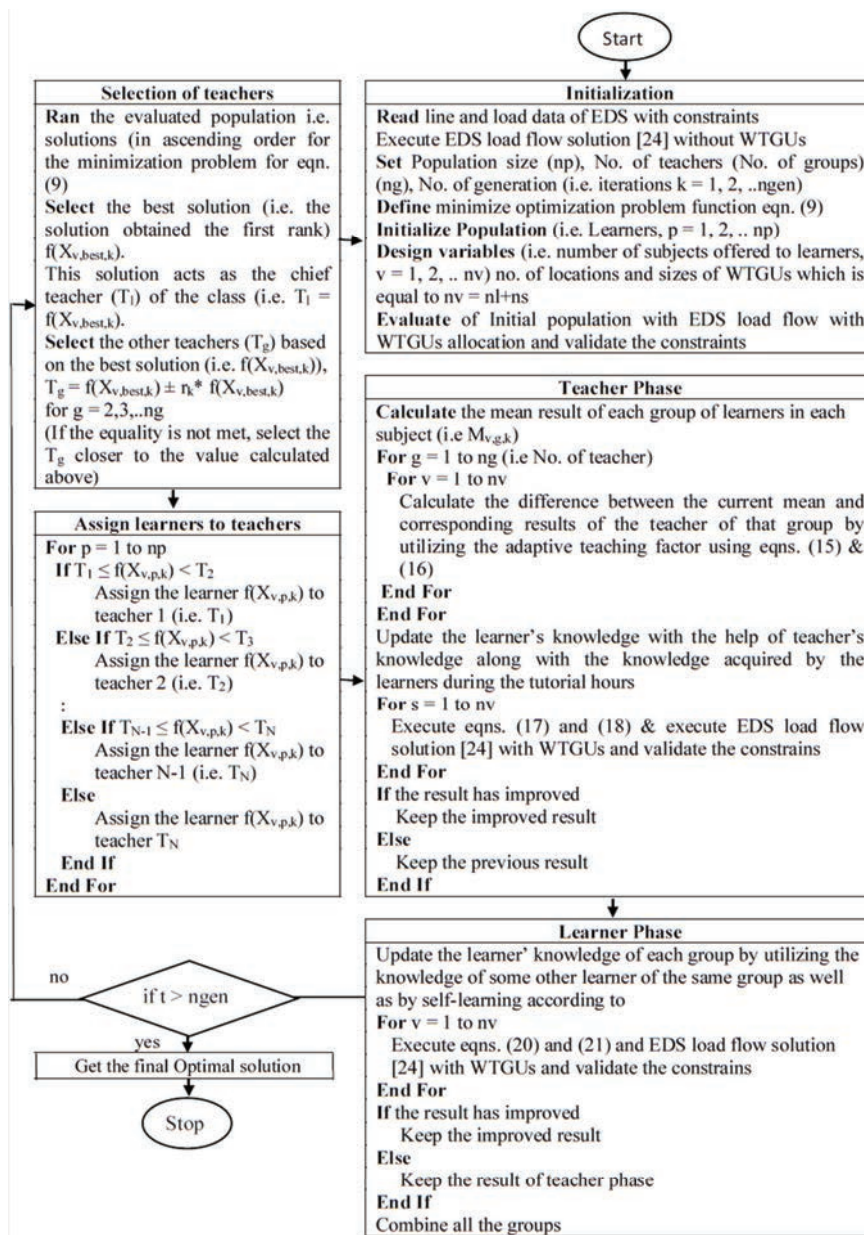 Start
Initialization
Read line and load data of EDS with constraints
Execute EDS load flow solution [24] without WTGUs
Set Population size (np), No. of teachers (No. of groups)
(ng), No. of generation (i.e. iterations k = 1, 2, ..ngen)
Define minimize optimization problem function eqn. (9)
Initialize Population (i.e. Learners, p = 1, 2, .. np)
Design variables (i.e. number of subjects offered to learners,
v = 1, 2, .. nv) no. of locations and sizes of WTGUs which is
equal to nv = nl+ns
Evaluate of Initial population with EDS load flow with
WTGUs allocation and validate the constraints
Selection of teachers
Ran the evaluated population i.e.
solutions (in ascending order for
the minimization problem for eqn.
(9)
Select the best solution (i.e. the
solution obtained the first rank)
f(Xv,best,k).
This solution acts as the chief
teacher (T1) of the class (i.e. T1 =
f(Xv,best,k).
Select the other teachers (Tg) based
on the best solution (i.e. f(Xv,best,k)),
Tg = f(Xv,best,k) ± rk* f(Xv,best,k)
for g = 2,3,..ng
(If the equality is not met, select the
Tg closer to the value calculated
above)
Assign learners to teachers
For p = 1 to np
If T1 ≤ f(Xv,p,k) < T2
Assign the learner f(Xv,p,k) to
teacher 1 (i.e. T1)
Else If T2 ≤ f(Xv,p,k) < T3
Assign the learner f(Xv,p,k) to
teacher 2 (i.e. T2)
:
Else If TN-1 ≤ f(Xv,p,k) < TN
Assign the learner f(Xv,p,k) to
teacher N-1 (i.e. TN)
Else
Assign the learner f(Xv,p,k) to
teacher TN
End If
End For
Teacher Phase
Calculate the mean result of each group of learners in each
subject (i.e Mv,g,k)
For g = 1 to ng (i.e No. of teacher)
For v = 1 to nv
Calculate the difference between the current mean and
corresponding results of the teacher of that group by
utilizing the adaptive teaching factor using eqns. (15) &
(16)
End For
End For
Update the learner's knowledge with the help of teacher's
knowledge along with the knowledge acquired by the
learners during the tutorial hours
For s = 1 to nv
Execute eqns. (17) and (18) & execute EDS load flow
solution [24] with WTGUs and validate the constrains
End For
If the result has improved
Keep the improved result
Else
Keep the previous result
End If
Learner Phase
Update the learner' knowledge of each group by utilizing the
knowledge of some other learner of the same group as well
as by self-learning according to
For v = 1 to nv
Execute eqns. (20) and (21) and EDS load flow solution
[24] with WTGUs and validate the constrains
End For
If the result has improved
Keep the improved result
Else
Keep the result of teacher phase
End If
Combine all the groups
no
if t > ngen
yes
Get the final Optimal solution
Stop